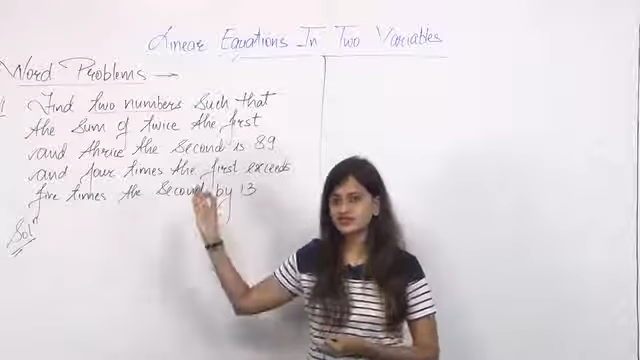 Linear Equations In Two Variables
Word Problems →
Find two numbers such that
the sum of twice the first
and thrice the second is 89
and four times the first exceeds
five times the second by 13
Solⁿ